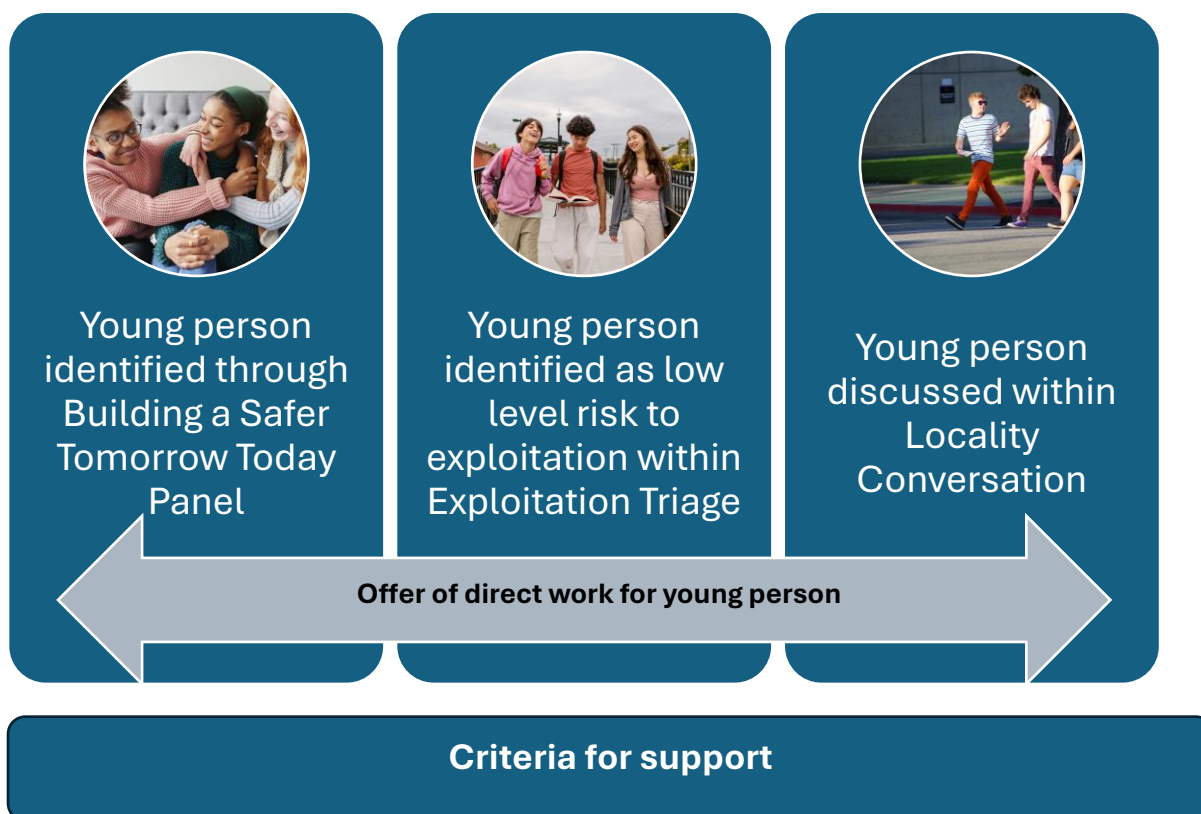 Young person
identified through
Building a Safer
Tomorrow Today
Panel
Young person
identified as low
level risk to
exploitation within
Exploitation Triage
Young person
discussed within
Locality
Conversation
Offer of direct work for young person
Criteria for support